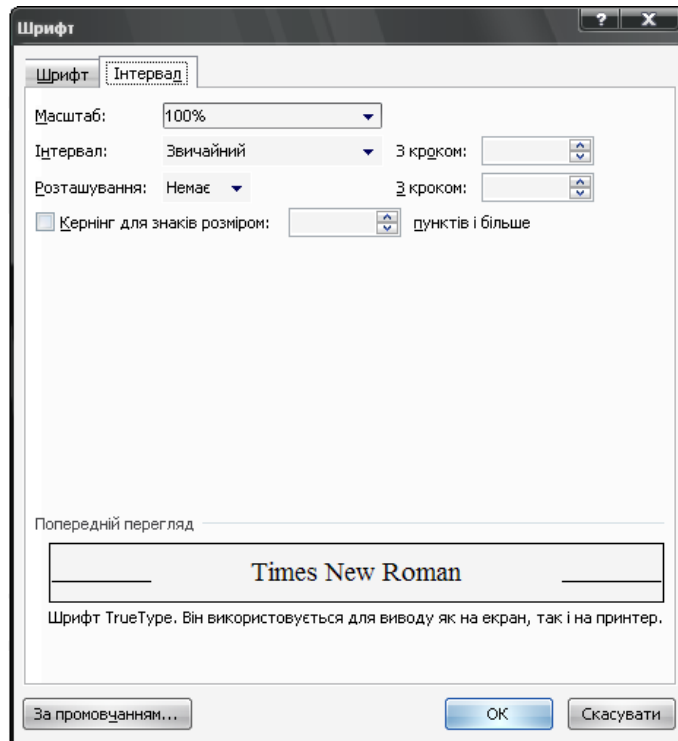 Шрифт
Шрифт Інтервал
Масштаб: 100%
Інтервал: Звичайний З кроком:
Розташування: Немає З кроком:
Кернінг для знаків розміром: пунктів і більше
Попередній перегляд
Times New Roman
Шрифт TrueType. Він використовується для виводу як на екран, так і на принтер.
За промовчанням... ОК Скасувати